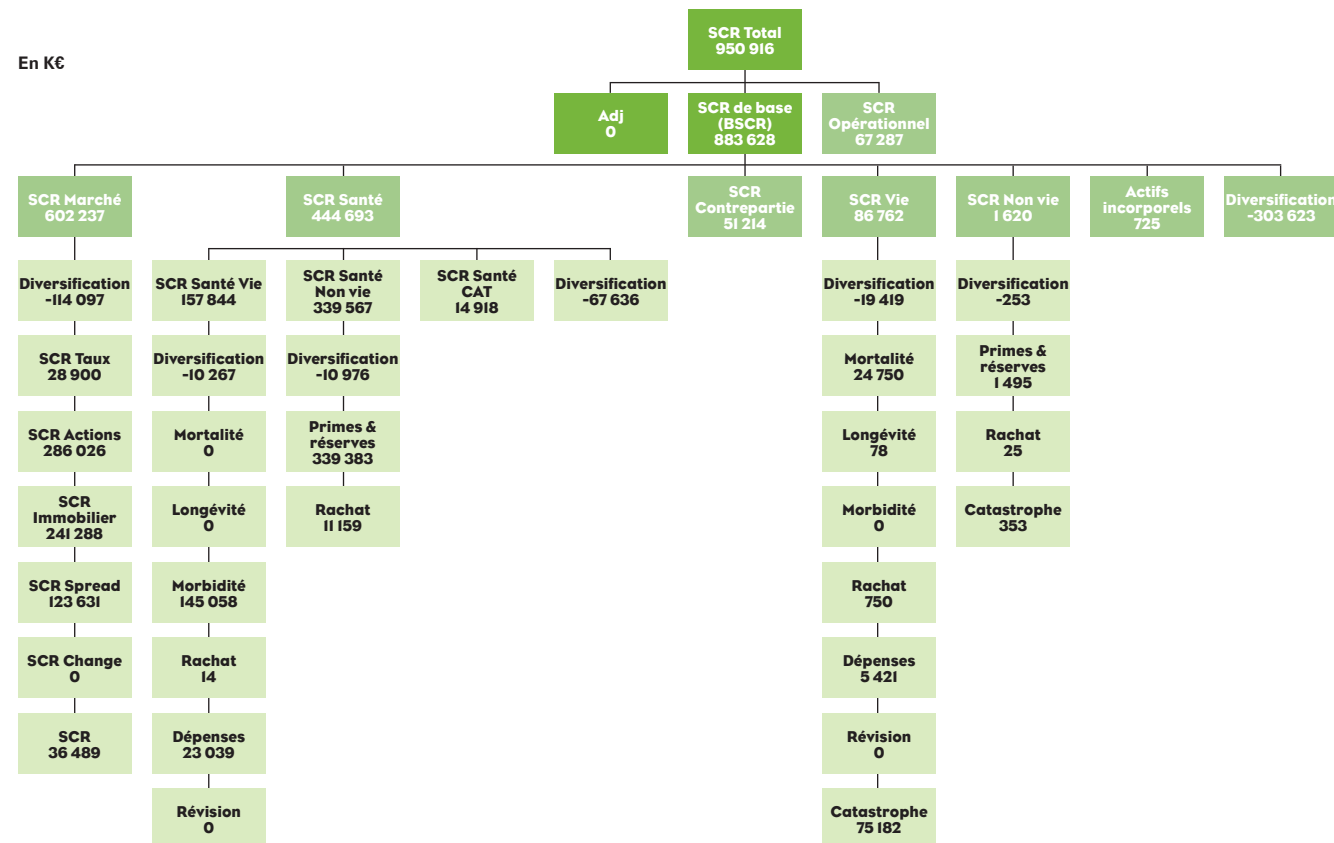 En K€
SCR Total
950 916
Adj
0
SCR de base
(BSCR)
883 628
SCR
Opérationnel
67 287
SCR Marché
602 237
SCR Santé
444 693
SCR
Contrepartie
51 214
SCR Vie
86 762
SCR Non vie
1 620
Actifs
incorporels
725
Diversification
-303 623
Diversification
-114 097
SCR Taux
28 900
SCR Actions
286 026
SCR
Immobilier
241 288
SCR Spread
123 631
SCR Change
0
SCR
36 489
SCR Santé Vie
157 844
Diversification
-10 267
Mortalité
0
Longévité
0
Morbidité
145 058
Rachat
14
Dépenses
23 039
Révision
0
SCR Santé
Non vie
339 567
Diversification
-10 976
Primes &
réserves
339 383
Rachat
11 159
SCR Santé
CAT
14 918
Diversification
-67 636
Diversification
-19 419
Mortalité
24 750
Longévité
78
Morbidité
0
Rachat
750
Dépenses
5 421
Révision
0
Catastrophe
75 182
Diversification
-253
Primes &
réserves
1 495
Rachat
25
Catastrophe
353